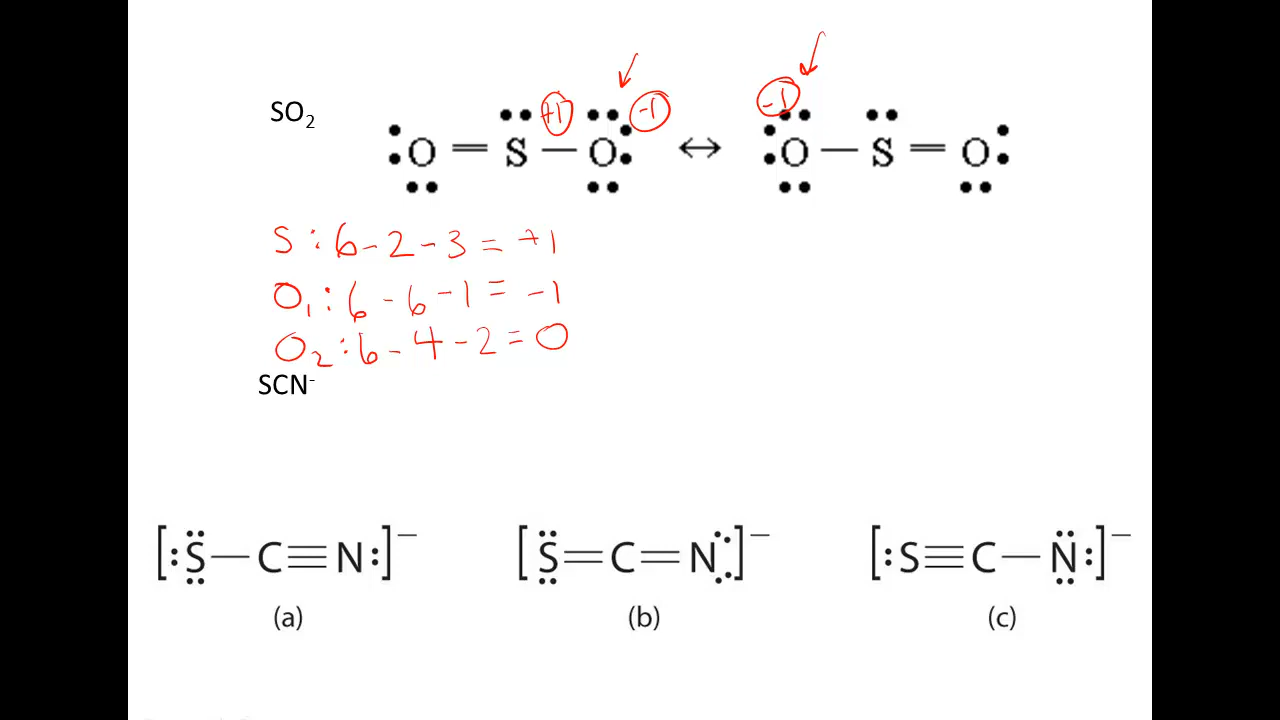 SO₂
+1 -1 -1
O = S — O ↔ O — S = O
S : 6 - 2 - 3 = +1
O₁ : 6 - 6 - 1 = -1
O₂ : 6 - 4 - 2 = 0
SCN⁻
[:S — C ≡ N:]⁻ [S = C = N]⁻ [:S ≡ C — N:]⁻
(a) (b) (c)